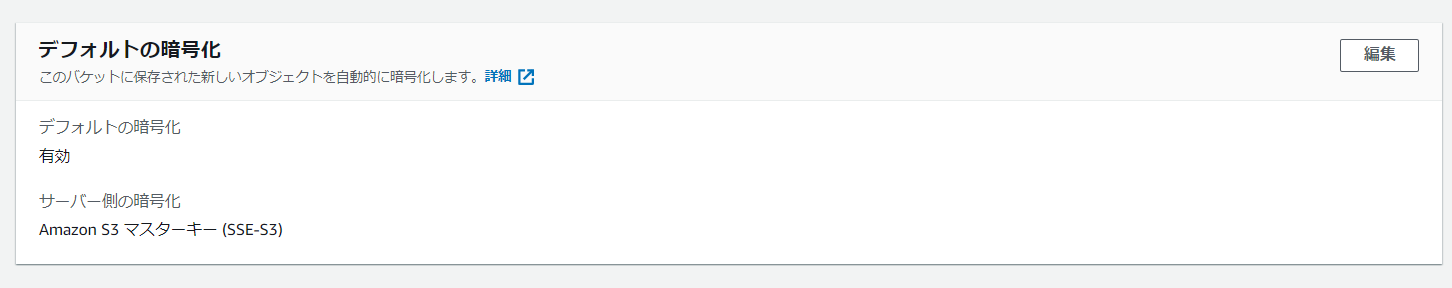 デフォルトの暗号化
編集
このバケットに保存された新しいオブジェクトを自動的に暗号化します。詳細
デフォルトの暗号化
有効
サーバー側の暗号化
Amazon S3 マスターキー (SSE-S3)